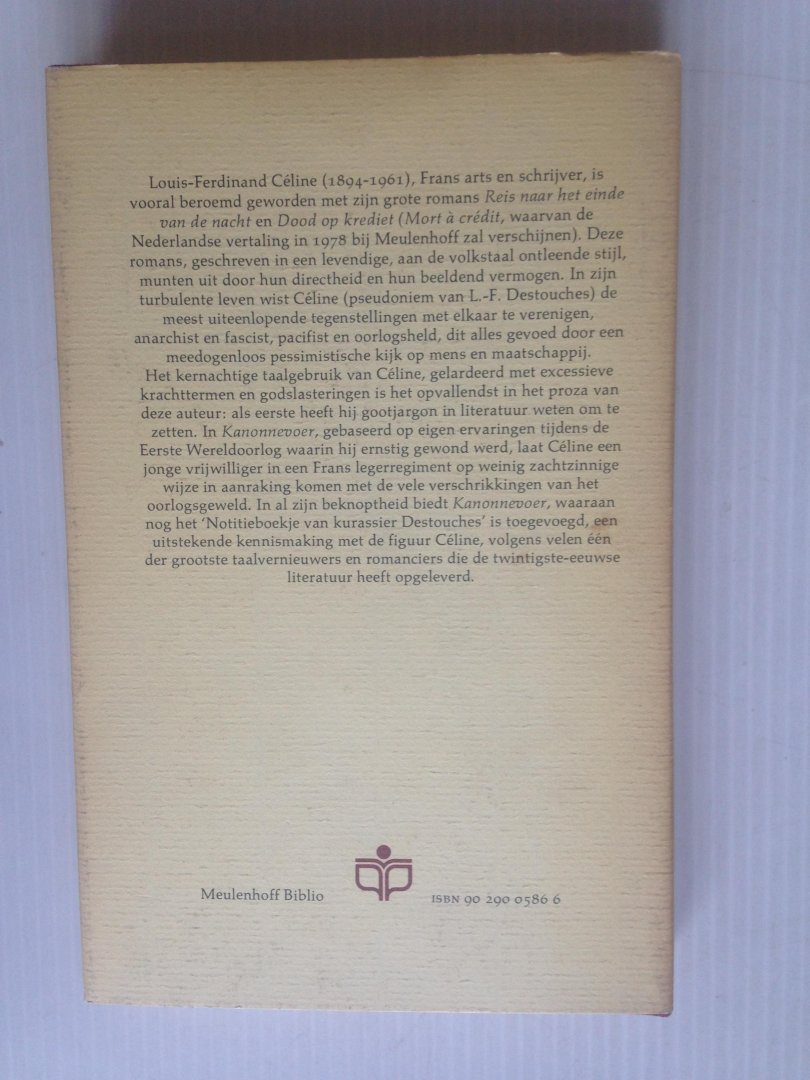 Louis-Ferdinand Céline (1894-1961), Frans arts en schrijver, is
vooral beroemd geworden met zijn grote romans Reis naar het einde
van de nacht en Dood op krediet (Mort à crédit, waarvan de
Nederlandse vertaling in 1978 bij Meulenhoff zal verschijnen). Deze
romans, geschreven in een levendige, aan de volkstaal ontleende stijl,
munten uit door hun directheid en hun beeldend vermogen. In zijn
turbulente leven wist Céline (pseudoniem van L.-F. Destouches) de
meest uiteenlopende tegenstellingen met elkaar te verenigen,
anarchist en fascist, pacifist en oorlogsheld, dit alles gevoed door een
meedogenloos pessimistische kijk op mens en maatschappij.
Het kernachtige taalgebruik van Céline, gelardeerd met excessieve
krachttermen en godslasteringen is het opvallendst in het proza van
deze auteur: als eerste heeft hij gootjargon in literatuur weten om te
zetten. In Kanonnevoer, gebaseerd op eigen ervaringen tijdens de
Eerste Wereldoorlog waarin hij ernstig gewond werd, laat Céline een
jonge vrijwilliger in een Frans legerregiment op weinig zachtzinnige
wijze in aanraking komen met de vele verschrikkingen van het
oorlogsgeweld. In al zijn beknoptheid biedt Kanonnevoer, waaraan
nog het 'Notitieboekje van kurassier Destouches' is toegevoegd, een
uitstekende kennismaking met de figuur Céline, volgens velen één
der grootste taalvernieuwers en romanciers die de twintigste-eeuwse
literatuur heeft opgeleverd.
Meulenhoff Biblio
ISBN 90 290 0586 6